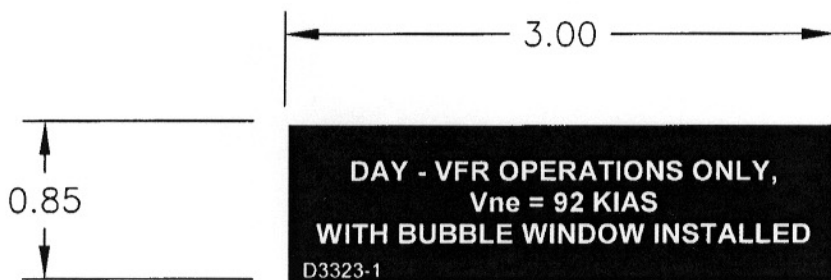 3.00
0.85
DAY - VFR OPERATIONS ONLY,
Vne = 92 KIAS
WITH BUBBLE WINDOW INSTALLED
D3323-1